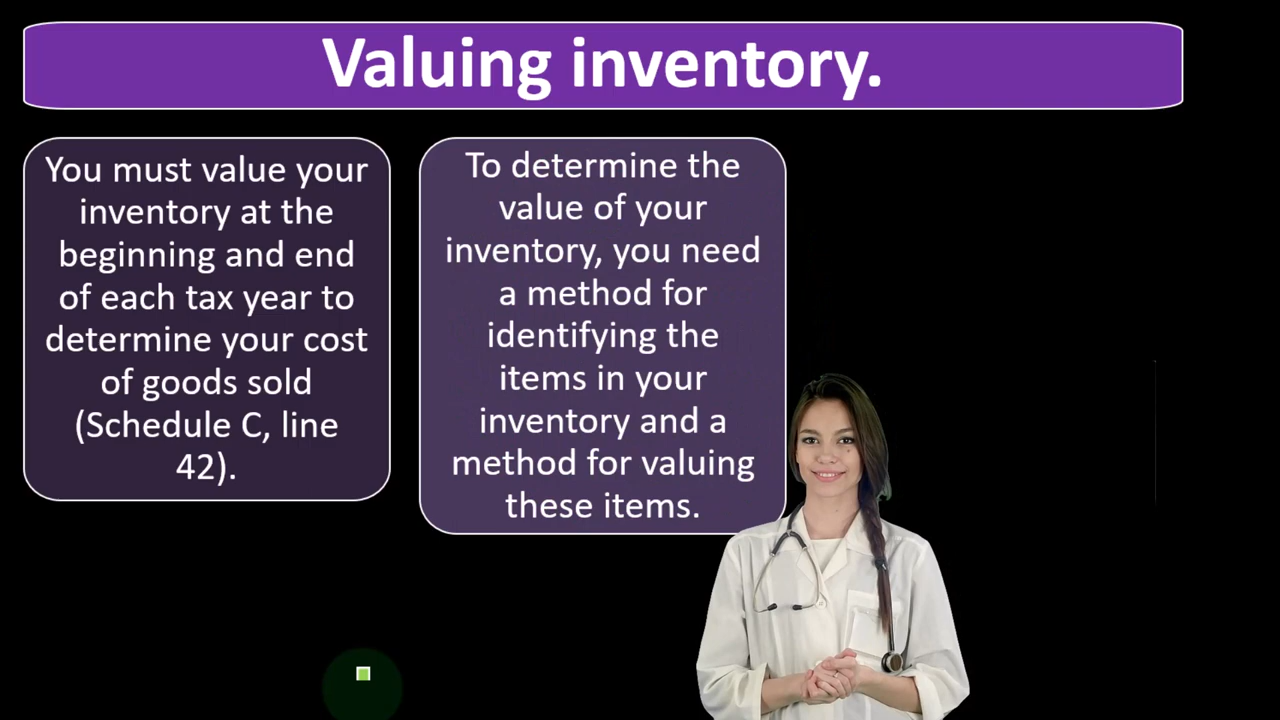 Valuing inventory.
You must value your
inventory at the
beginning and end
of each tax year to
determine your cost
of goods sold
(Schedule C, line
42).
To determine the
value of your
inventory, you need
a method for
identifying the
items in your
inventory and a
method for valuing
these items.